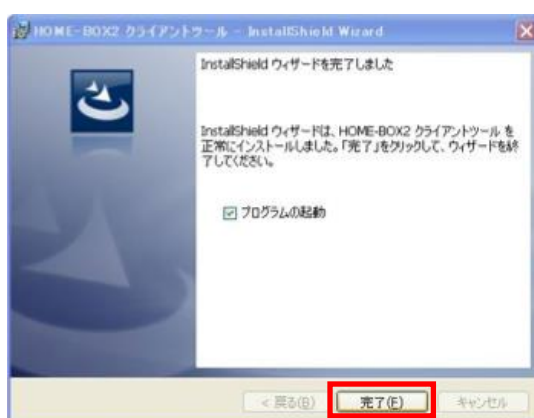 HOME-BOX2 クライアントツール - InstallShield Wizard
InstallShield ウィザードを完了しました
InstallShield ウィザードは、HOME-BOX2 クライアントツール を
正常にインストールしました。「完了」をクリックして、ウィザードを終
了してください。
プログラムの起動
< 戻る(B)
完了(F)
キャンセル